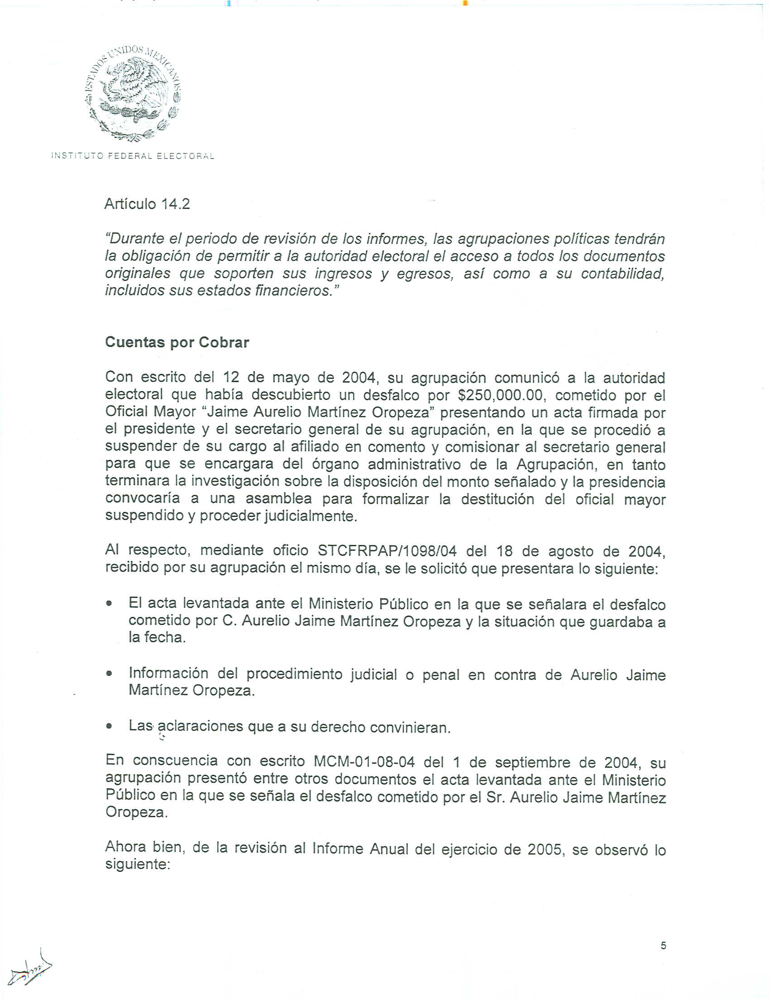 ESTADOS UNIDOS MEXICANOS
INSTITUTO FEDERAL ELECTORAL
Artículo 14.2
“Durante el periodo de revisión de los informes, las agrupaciones políticas tendrán
la obligación de permitir a la autoridad electoral el acceso a todos los documentos
originales que soporten sus ingresos y egresos, así como a su contabilidad,
incluidos sus estados financieros.”
Cuentas por Cobrar
Con escrito del 12 de mayo de 2004, su agrupación comunicó a la autoridad
electoral que había descubierto un desfalco por $250,000.00, cometido por el
Oficial Mayor “Jaime Aurelio Martínez Oropeza” presentando un acta firmada por
el presidente y el secretario general de su agrupación, en la que se procedió a
suspender de su cargo al afiliado en comento y comisionar al secretario general
para que se encargara del órgano administrativo de la Agrupación, en tanto
terminara la investigación sobre la disposición del monto señalado y la presidencia
convocaría a una asamblea para formalizar la destitución del oficial mayor
suspendido y proceder judicialmente.
Al respecto, mediante oficio STCFRPAP/1098/04 del 18 de agosto de 2004,
recibido por su agrupación el mismo día, se le solicitó que presentara lo siguiente:
• El acta levantada ante el Ministerio Público en la que se señalara el desfalco
cometido por C. Aurelio Jaime Martínez Oropeza y la situación que guardaba a
la fecha.
• Información del procedimiento judicial o penal en contra de Aurelio Jaime
Martínez Oropeza.
• Las aclaraciones que a su derecho convinieran.
En conscuencia con escrito MCM-01-08-04 del 1 de septiembre de 2004, su
agrupación presentó entre otros documentos el acta levantada ante el Ministerio
Público en la que se señala el desfalco cometido por el Sr. Aurelio Jaime Martínez
Oropeza.
Ahora bien, de la revisión al Informe Anual del ejercicio de 2005, se observó lo
siguiente:
5